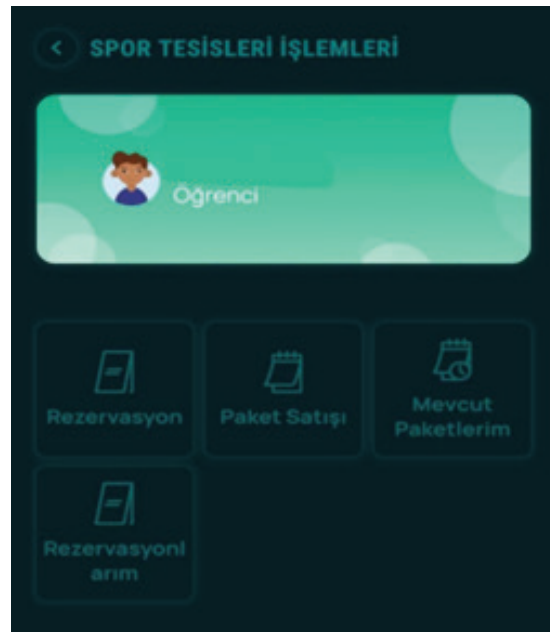 SPOR TESİSLERİ İŞLEMLERİ
Öğrenci
Rezervasyon
Paket Satışı
Mevcut
Paketlerim
Rezervasyonl
arım